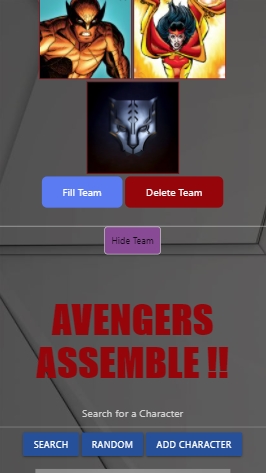 Fill Team
Delete Team
Hide Team
AVENGERS
ASSEMBLE !!
Search for a Character
SEARCH
RANDOM
ADD CHARACTER